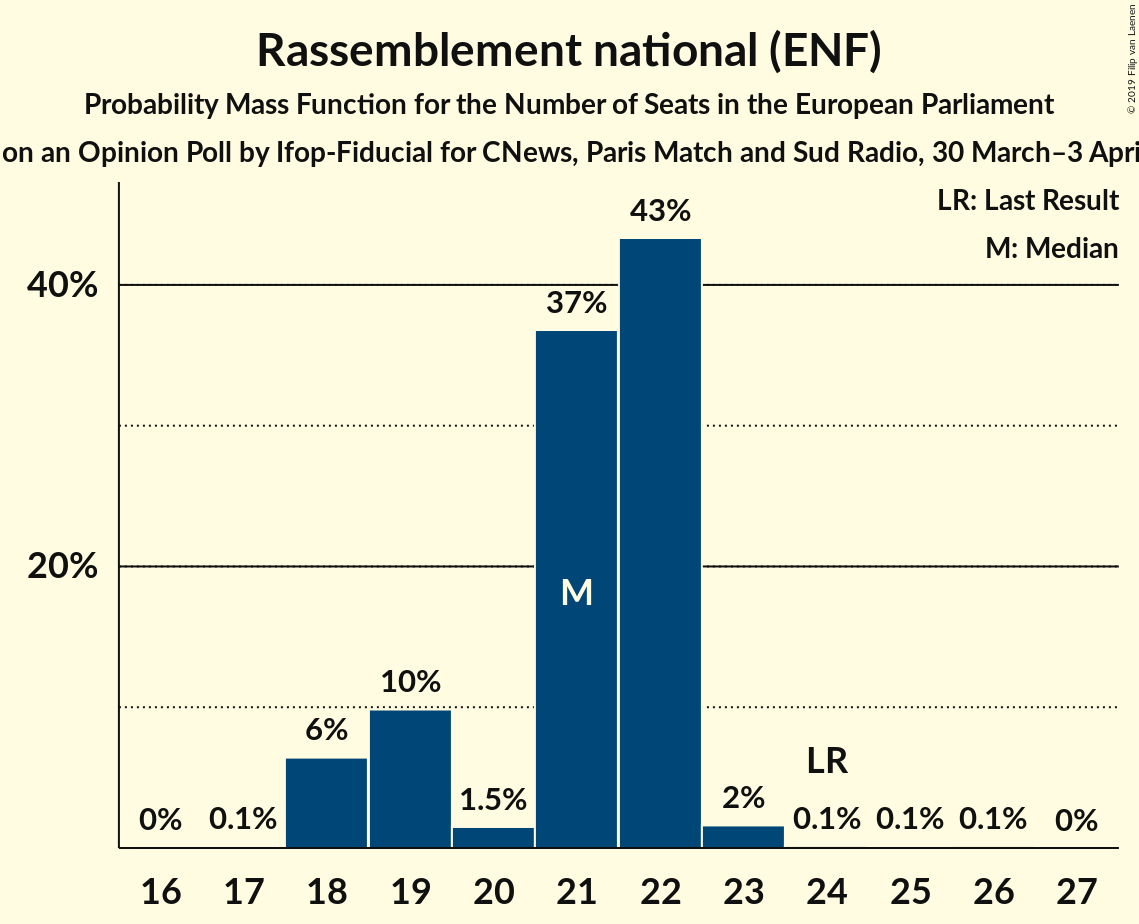 © 2019 Filip van Laenen
Rassemblement national (ENF)
Probability Mass Function for the Number of Seats in the European Parliament
on an Opinion Poll by Ifop-Fiducial for CNews, Paris Match and Sud Radio, 30 March–3 Apri
LR: Last Result
M: Median
43%
40%
37%
20%
M
10%
6%
LR
1.5%
2%
0%
0.1%
0.1%
0.1%
0.1%
0%
16 17 18 19 20 21 22 23 24 25 26 27